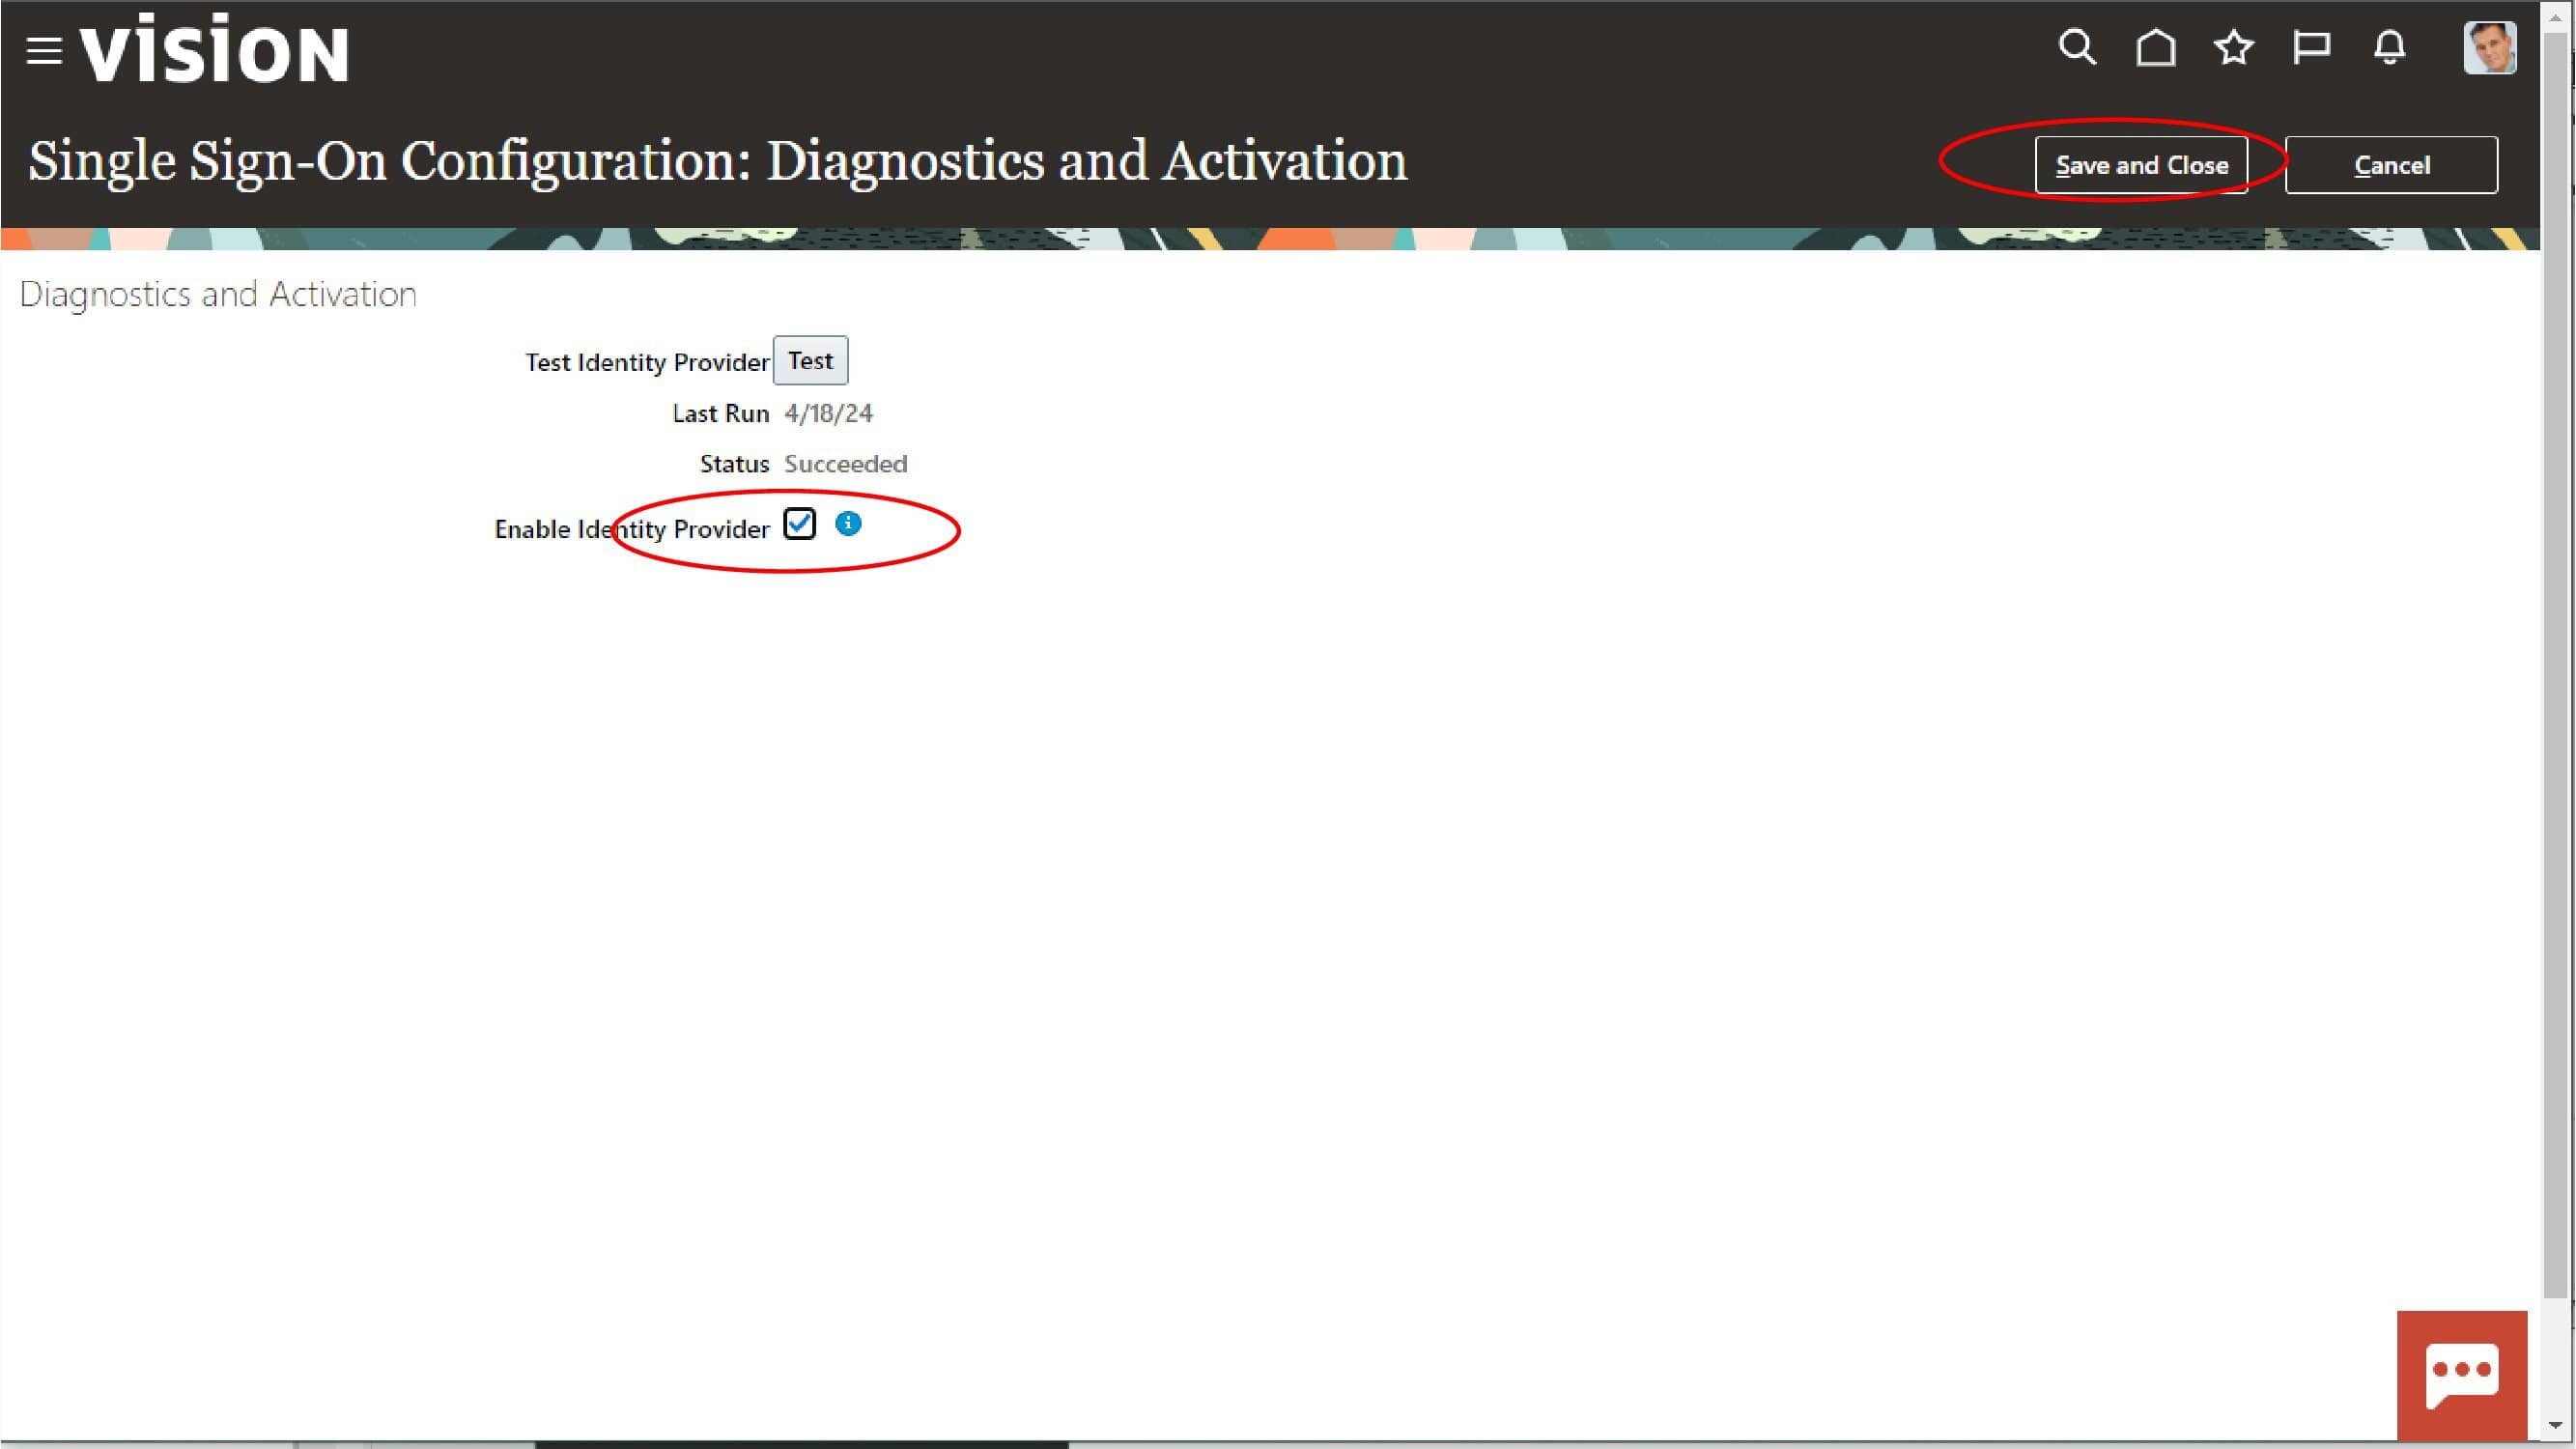 VISION
Single Sign-On Configuration: Diagnostics and Activation
Save and Close
Cancel
Diagnostics and Activation
Test Identity Provider Test
Last Run 4/18/24
Status Succeeded
Enable Identity Provider